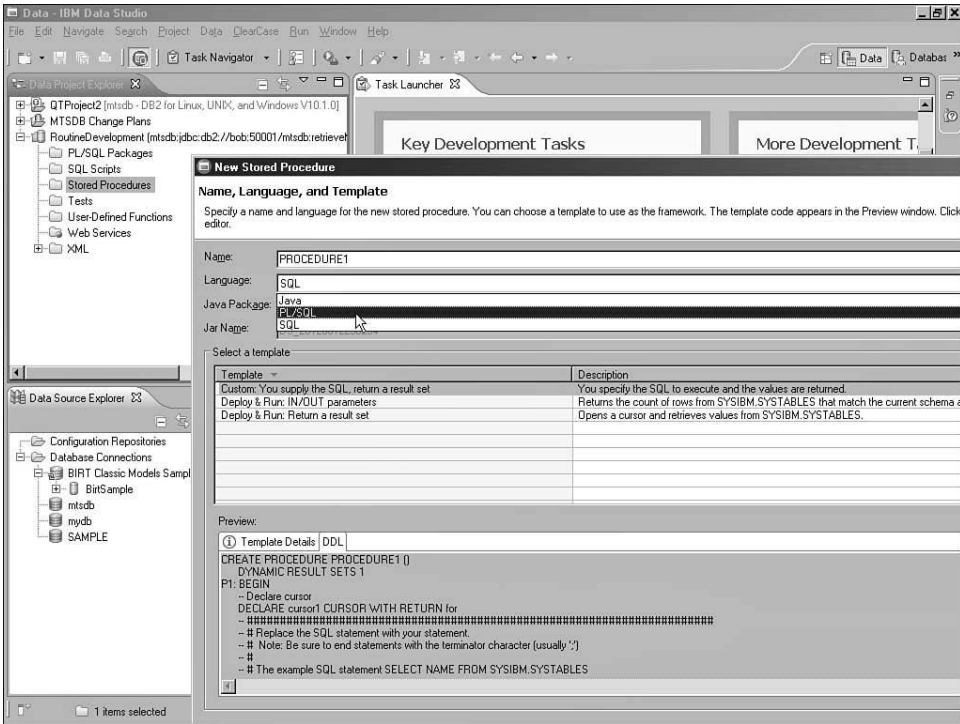 Data - IBM Data Studio
File Edit Navigate Search Project Data ClearCase Run Window Help
Task Navigator
Data
Databas
Data Project Explorer
Task Launcher
QTProject2 [mtsdb - DB2 for Linux, UNIX, and Windows V10.1.0]
MTSDB Change Plans
RoutineDevelopment (mtsdb:jdbc:db2://bob:50001/mtsdb:retrieveM
PL/SQL Packages
SQL Scripts
Stored Procedures
Tests
User-Defined Functions
Web Services
XML
Key Development Tasks
More Development T
New Stored Procedure
Name, Language, and Template
Specify a name and language for the new stored procedure. You can choose a template to use as the framework. The template code appears in the Preview window. Click
editor.
Name: PROCEDURE1
Language: SQL
Java Package: Java
PL/SQL
Jar Name: SQL
Select a template
Template Description
Custom: You supply the SQL, return a result set You specify the SQL to execute and the values are returned.
Deploy & Run: IN/OUT parameters Returns the count of rows from SYSIBM.SYSTABLES that match the current schema a
Deploy & Run: Return a result set Opens a cursor and retrieves values from SYSIBM.SYSTABLES.
Data Source Explorer
Configuration Repositories
Database Connections
BIRT Classic Models Sampl
BirtSample
mtsdb
mydb
SAMPLE
Preview:
Template Details DDL
CREATE PROCEDURE PROCEDURE1 ()
DYNAMIC RESULT SETS 1
P1: BEGIN
-- Declare cursor
DECLARE cursor1 CURSOR WITH RETURN for
-- #######################################################################
-- # Replace the SQL statement with your statement.
-- # Note: Be sure to end statements with the terminator character (usually ';')
-- #
-- # The example SQL statement SELECT NAME FROM SYSIBM.SYSTABLES
1 items selected